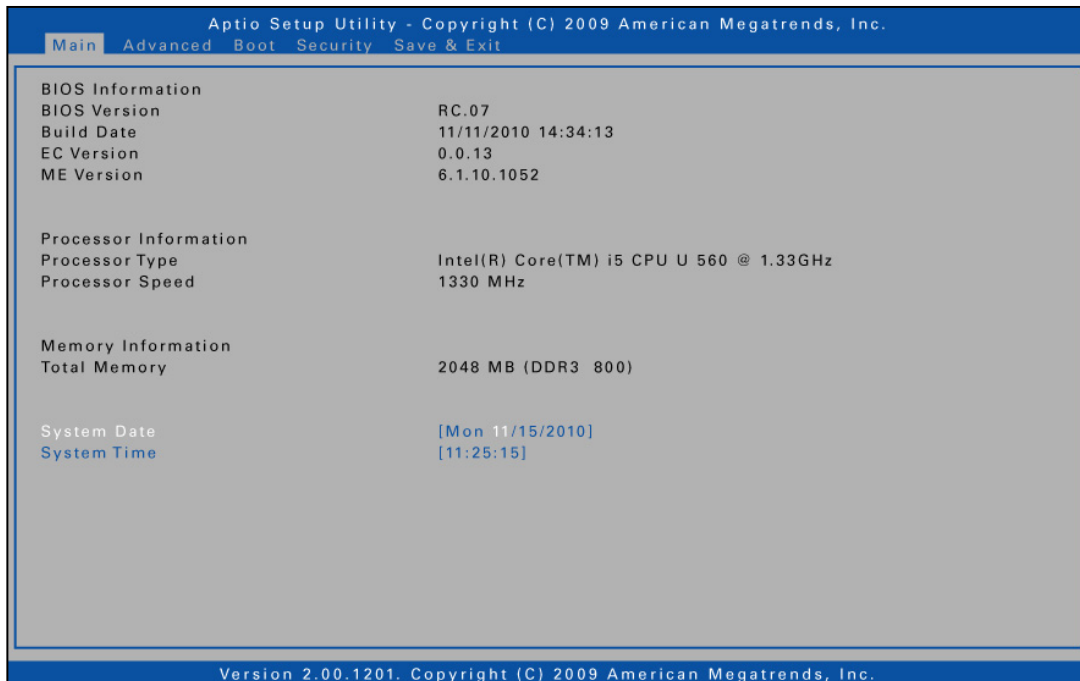 Aptio Setup Utility - Copyright (C) 2009 American Megatrends, Inc.
Main Advanced Boot Security Save & Exit
BIOS Information
BIOS Version RC.07
Build Date 11/11/2010 14:34:13
EC Version 0.0.13
ME Version 6.1.10.1052
Processor Information
Processor Type Intel(R) Core(TM) i5 CPU U 560 @ 1.33GHz
Processor Speed 1330 MHz
Memory Information
Total Memory 2048 MB (DDR3 800)
System Date [Mon 11/15/2010]
System Time [11:25:15]
Version 2.00.1201. Copyright (C) 2009 American Megatrends, Inc.